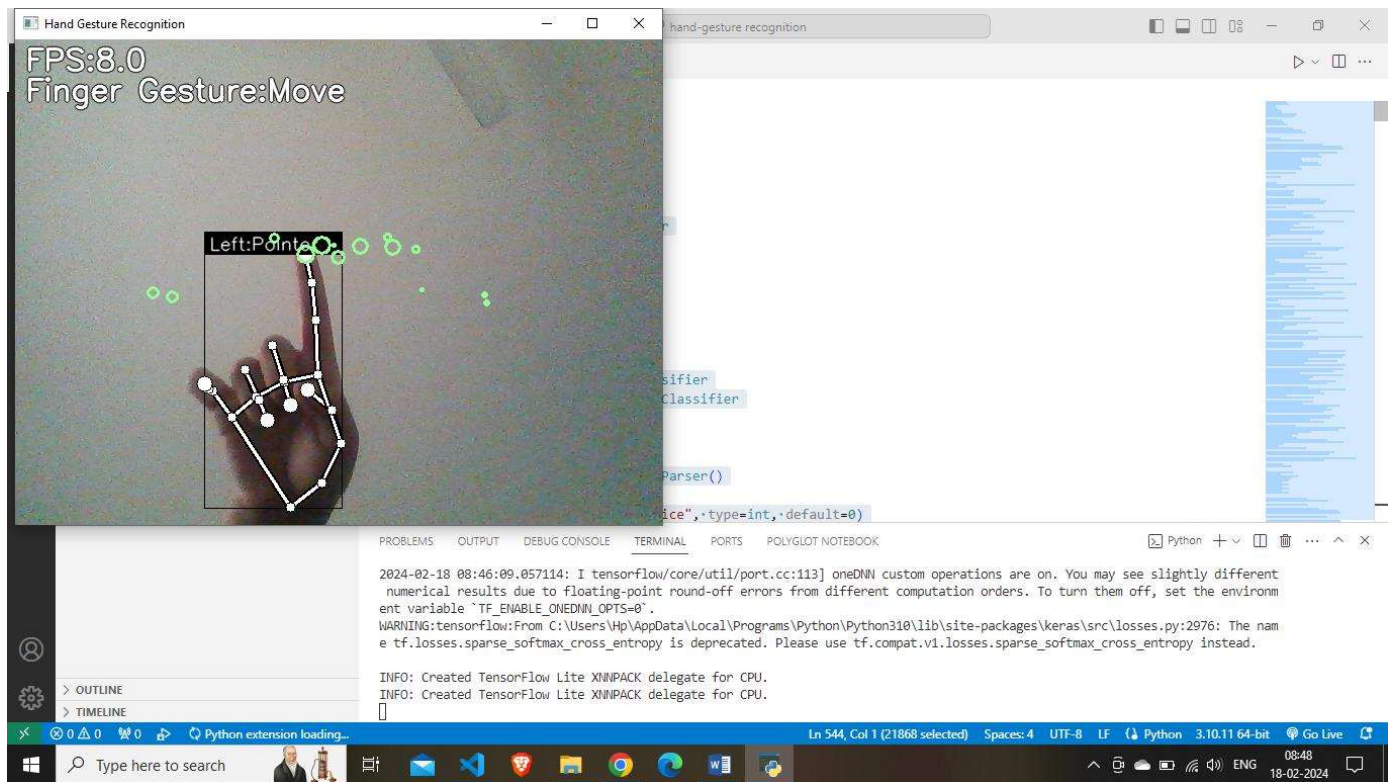 Hand Gesture Recognition
hand-gesture recognition
FPS:8.0
Finger Gesture:Move
Left:Pointe
r
sifier
Classifier
Parser()
ice",·type=int,·default=0)
PROBLEMS OUTPUT DEBUG CONSOLE TERMINAL PORTS POLYGLOT NOTEBOOK
Python
2024-02-18 08:46:09.057114: I tensorflow/core/util/port.cc:113] oneDNN custom operations are on. You may see slightly different
numerical results due to floating-point round-off errors from different computation orders. To turn them off, set the environm
ent variable `TF_ENABLE_ONEDNN_OPTS=0`.
WARNING:tensorflow:From C:\Users\Hp\AppData\Local\Programs\Python\Python310\lib\site-packages\keras\src\losses.py:2976: The nam
e tf.losses.sparse_softmax_cross_entropy is deprecated. Please use tf.compat.v1.losses.sparse_softmax_cross_entropy instead.
INFO: Created TensorFlow Lite XNNPACK delegate for CPU.
INFO: Created TensorFlow Lite XNNPACK delegate for CPU.
> OUTLINE
> TIMELINE
0 0 0 Python extension loading... Ln 544, Col 1 (21868 selected) Spaces: 4 UTF-8 LF Python 3.10.11 64-bit Go Live
Type here to search
ENG
08:48
18-02-2024